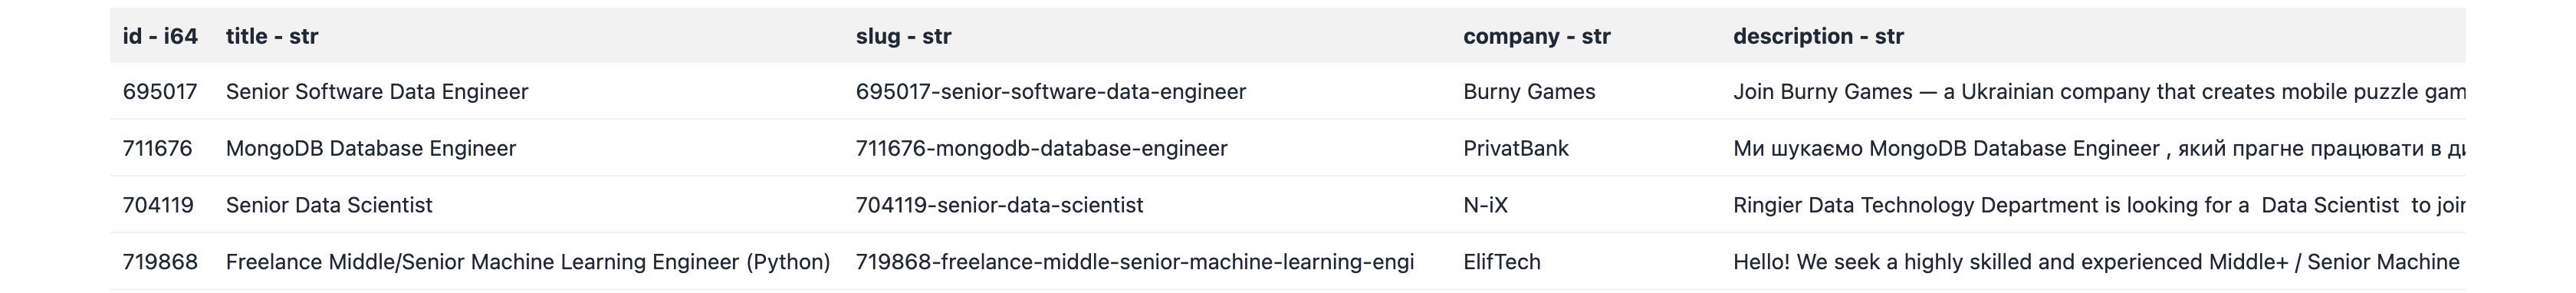 id - i64 title - str slug - str company - str description - str
695017 Senior Software Data Engineer 695017-senior-software-data-engineer Burny Games Join Burny Games — a Ukrainian company that creates mobile puzzle gam
711676 MongoDB Database Engineer 711676-mongodb-database-engineer PrivatBank Ми шукаємо MongoDB Database Engineer , який прагне працювати в
704119 Senior Data Scientist 704119-senior-data-scientist N-iX Ringier Data Technology Department is looking for a Data Scientist to join
719868 Freelance Middle/Senior Machine Learning Engineer (Python) 719868-freelance-middle-senior-machine-learning-engi ElifTech Hello! We seek a highly skilled and experienced Middle+ / Senior Machine